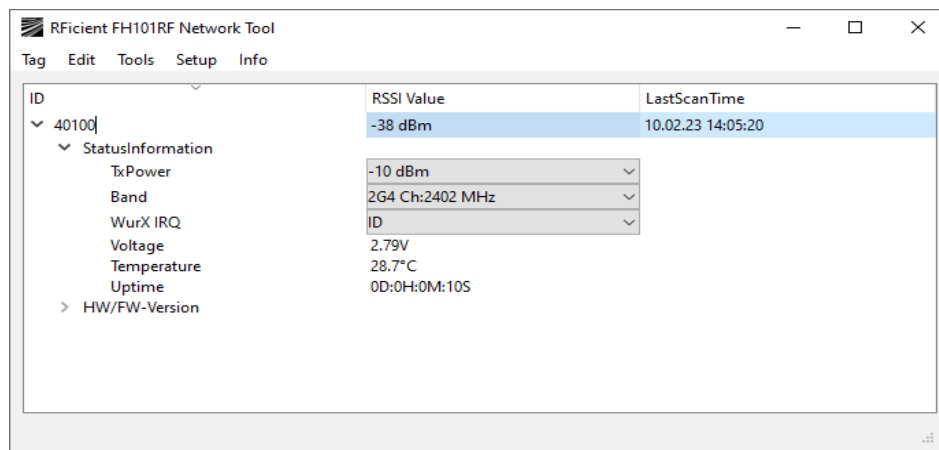 RFicient FH101RF Network Tool
Tag Edit Tools Setup Info
ID RSSI Value LastScanTime
40100 -38 dBm 10.02.23 14:05:20
StatusInformation
TxPower -10 dBm
Band 2G4 Ch:2402 MHz
WurX IRQ ID
Voltage 2.79V
Temperature 28.7°C
Uptime 0D:0H:0M:10S
HW/FW-Version